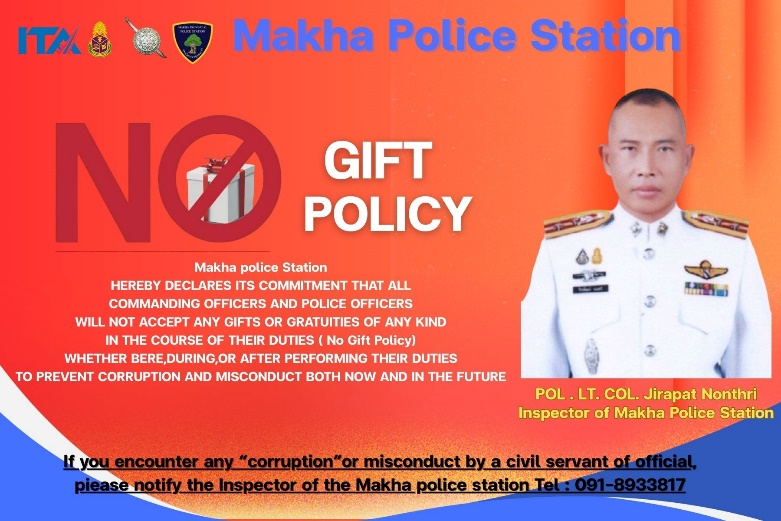 ITA
Makha Police Station
NO
GIFT
POLICY
Makha police Station
HEREBY DECLARES ITS COMMITMENT THAT ALL
COMMANDING OFFICERS AND POLICE OFFICERS
WILL NOT ACCEPT ANY GIFTS OR GRATUITIES OF ANY KIND
IN THE COURSE OF THEIR DUTIES ( No Gift Policy)
WHETHER BERE,DURING,OR AFTER PERFORMING THEIR DUTIES
TO PREVENT CORRUPTION AND MISCONDUCT BOTH NOW AND IN THE FUTURE
POL . LT. COL. Jirapat Nonthri
Inspector of Makha Police Station
If you encounter any “corruption”or misconduct by a civil servant of official,
please notify the Inspector of the Makha police station Tel : 091-8933817